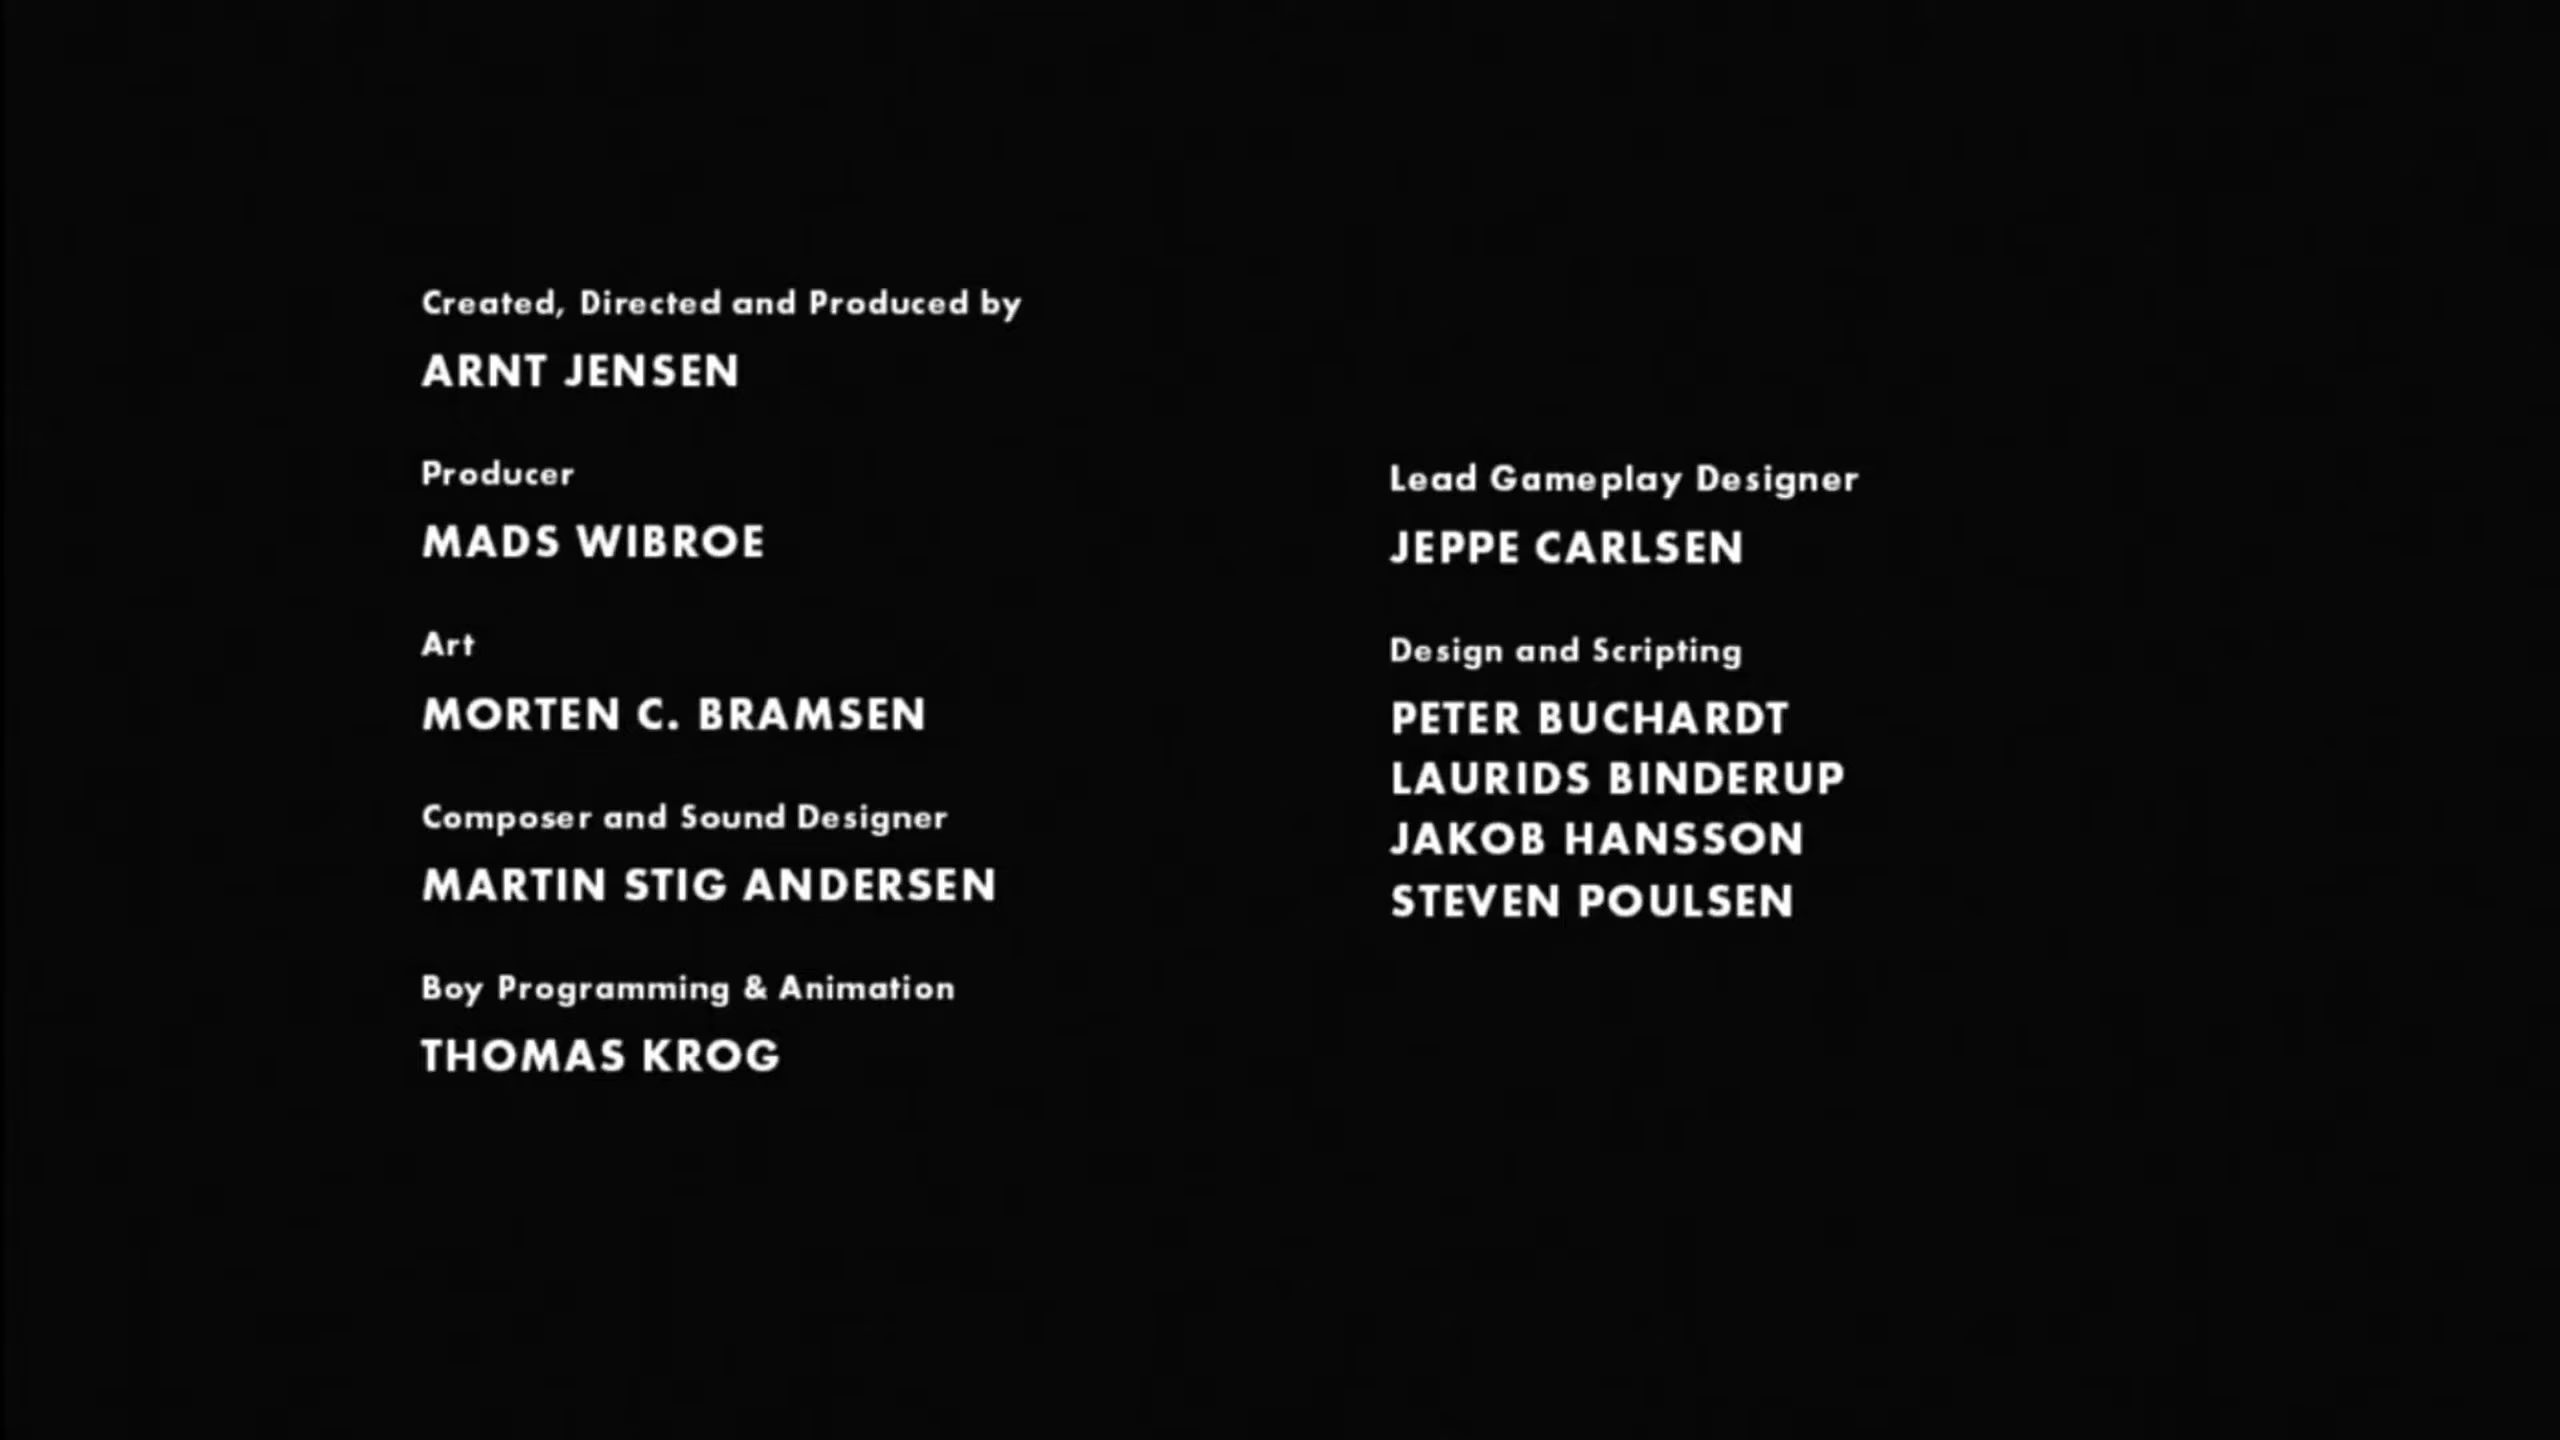 Created, Directed and Produced by
ARNT JENSEN
Producer
MADS WIBROE
Art
MORTEN C. BRAMSEN
Composer and Sound Designer
MARTIN STIG ANDERSEN
Boy Programming & Animation
THOMAS KROG
Lead Gameplay Designer
JEPPE CARLSEN
Design and Scripting
PETER BUCHARDT
LAURIDS BINDERUP
JAKOB HANSSON
STEVEN POULSEN